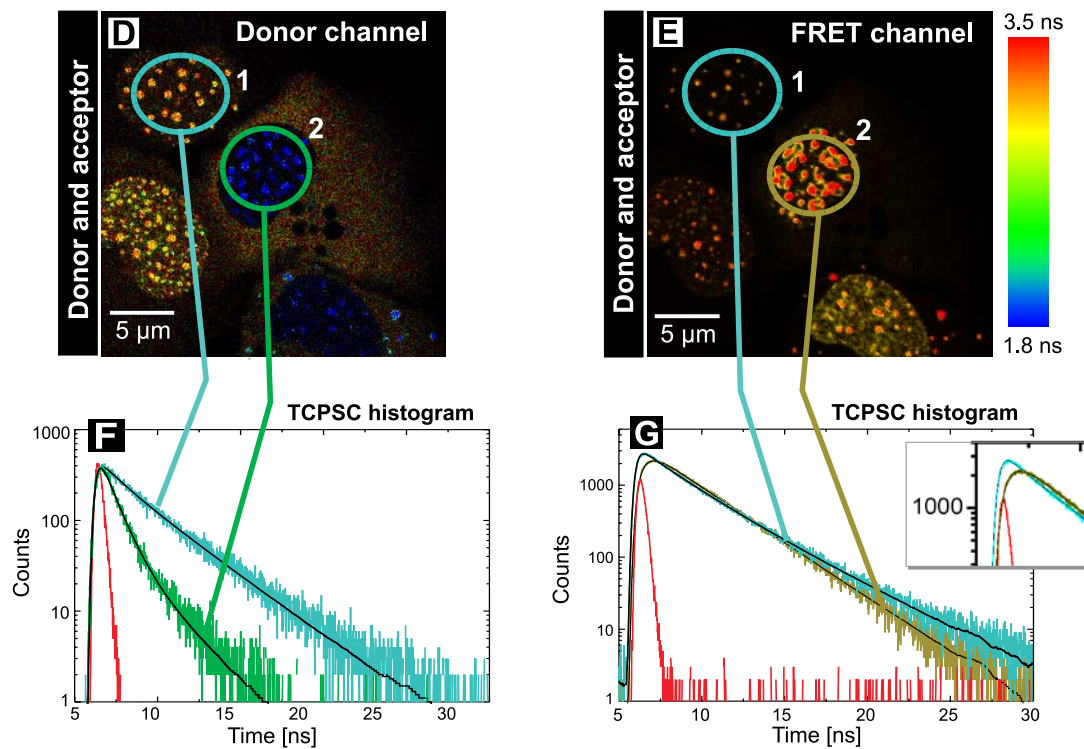 D Donor channel
Donor and acceptor
1
2
5 µm
E FRET channel
Donor and acceptor
1
2
5 µm
3.5 ns
1.8 ns
F TCPSC histogram
Counts
1000
100
10
1
5 10 15 20 25 30
Time [ns]
G TCPSC histogram
Counts
1000
100
10
1
5 10 15 20 25 30
Time [ns]
1000